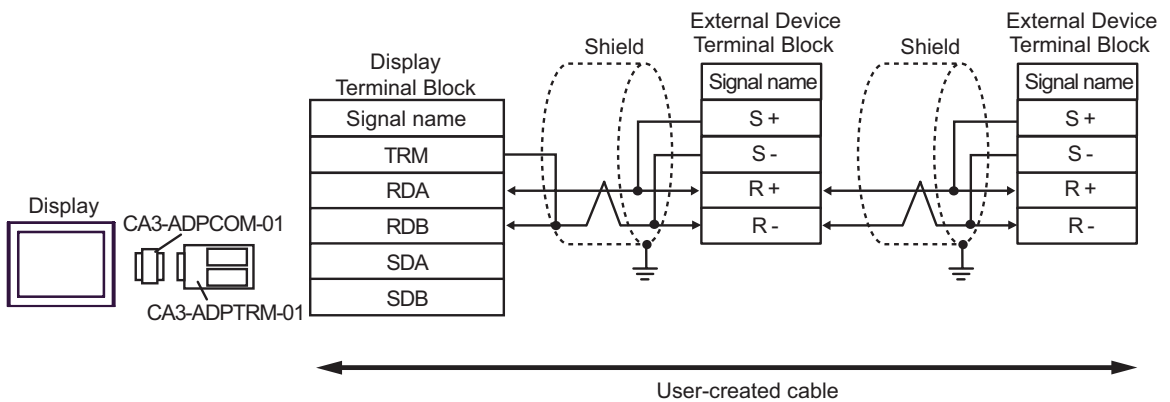 External Device
Terminal Block
External Device
Terminal Block
Shield
Shield
Display
Terminal Block
Signal name
Signal name
Signal name
S +
S +
TRM
S -
S -
RDA
R +
R +
Display
CA3-ADPCOM-01
RDB
R -
R -
SDA
CA3-ADPTRM-01
SDB
User-created cable